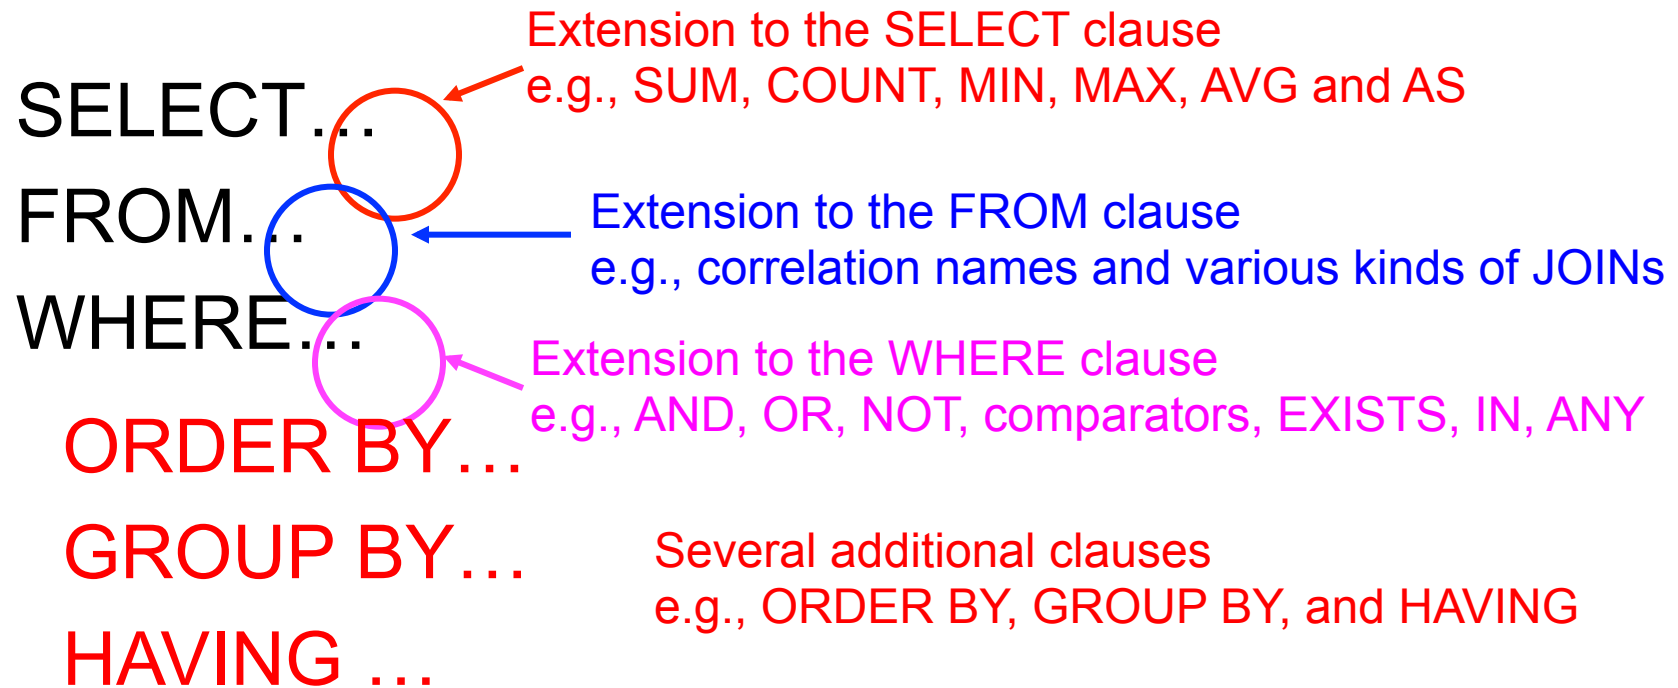 Extension to the SELECT clause
e.g., SUM, COUNT, MIN, MAX, AVG and AS
SELECT…
FROM…
Extension to the FROM clause
e.g., correlation names and various kinds of JOINs
WHERE…
Extension to the WHERE clause
e.g., AND, OR, NOT, comparators, EXISTS, IN, ANY
ORDER BY…
GROUP BY…
Several additional clauses
e.g., ORDER BY, GROUP BY, and HAVING
HAVING …